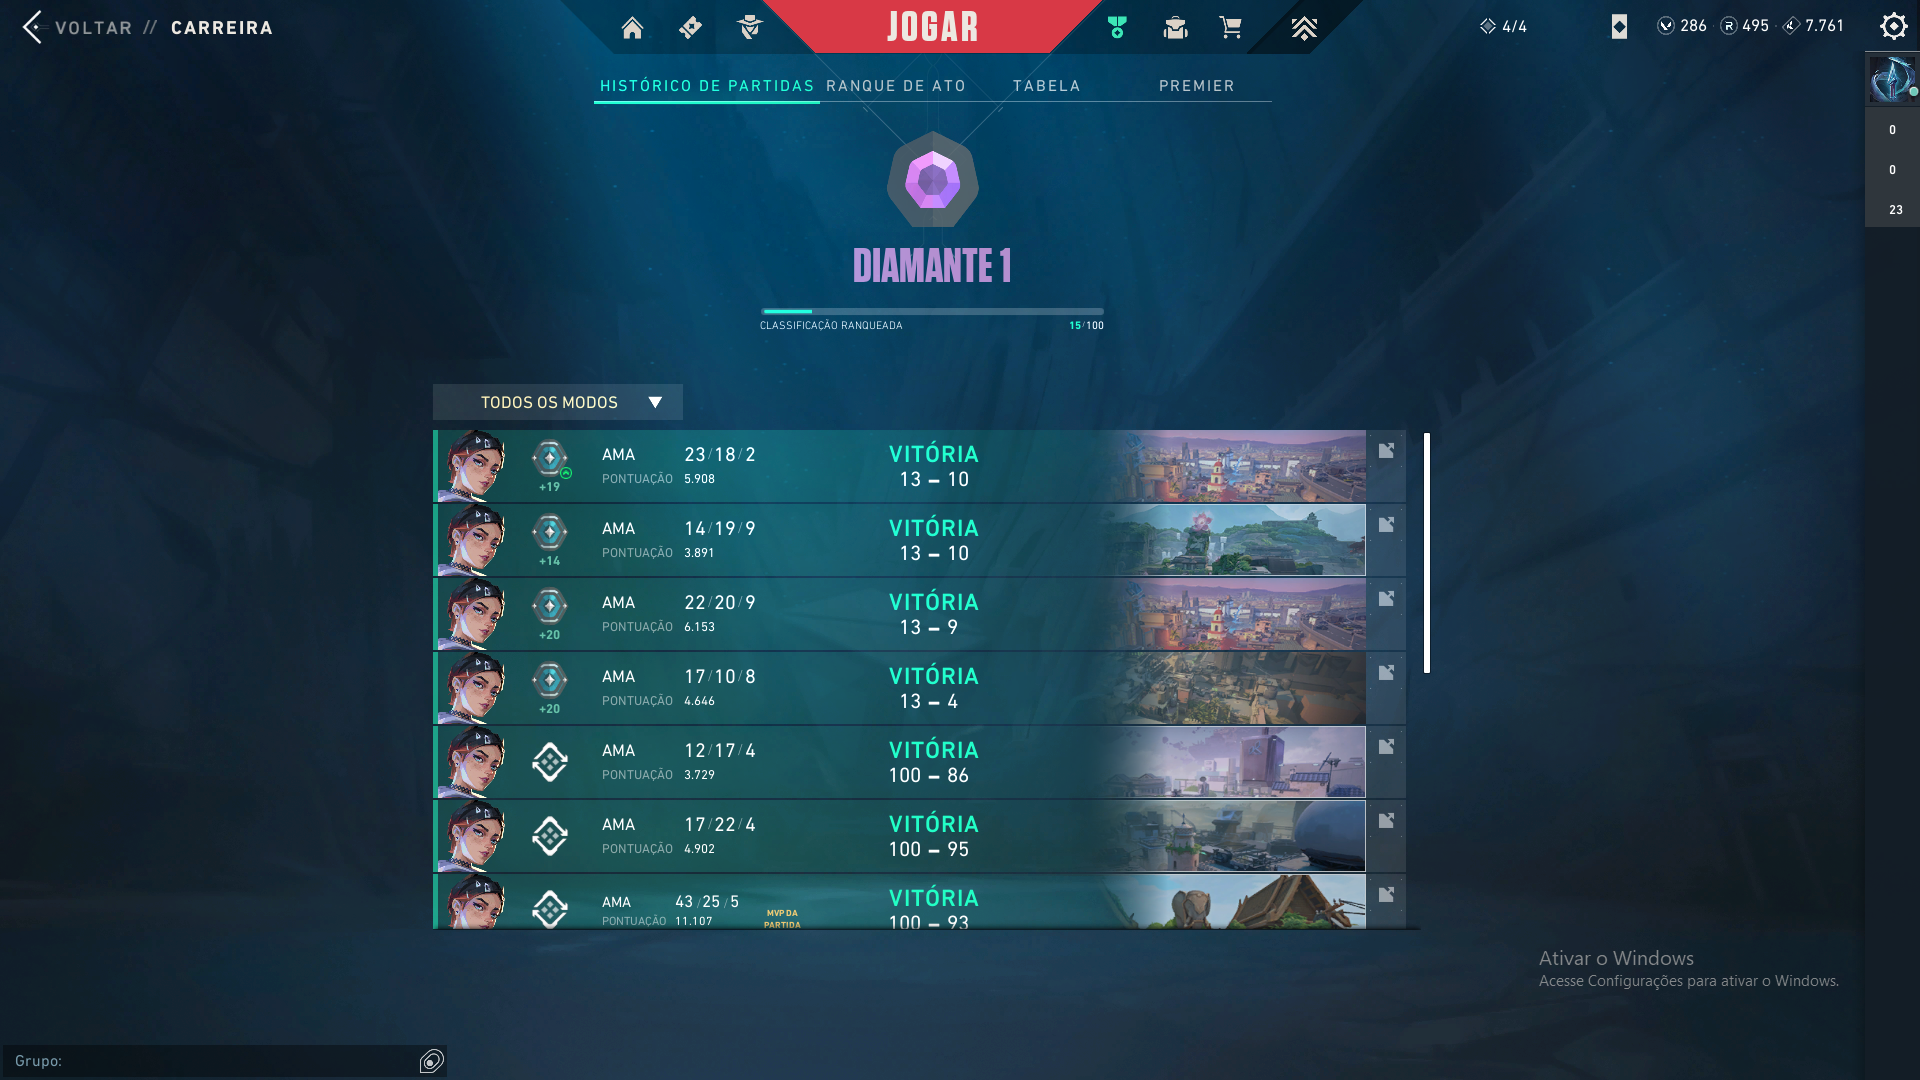 VOLTAR // CARREIRA
JOGAR
4/4
286 · 495 · 7.761
HISTÓRICO DE PARTIDAS
RANQUE DE ATO
TABELA
PREMIER
0
0
23
DIAMANTE 1
CLASSIFICAÇÃO RANQUEADA 15/100
TODOS OS MODOS
AMA 23/18/2 VITÓRIA
+19 PONTUAÇÃO 5.908 13 – 10
AMA 14/19/9 VITÓRIA
+14 PONTUAÇÃO 3.891 13 – 10
AMA 22/20/9 VITÓRIA
+20 PONTUAÇÃO 6.153 13 – 9
AMA 17/10/8 VITÓRIA
+20 PONTUAÇÃO 4.646 13 – 4
AMA 12/17/4 VITÓRIA
PONTUAÇÃO 3.729 100 – 86
AMA 17/22/4 VITÓRIA
PONTUAÇÃO 4.902 100 – 95
AMA 43/25/5 VITÓRIA
PONTUAÇÃO 11.107 MVP DA PARTIDA 100 – 93
Ativar o Windows
Acesse Configurações para ativar o Windows.
Grupo: